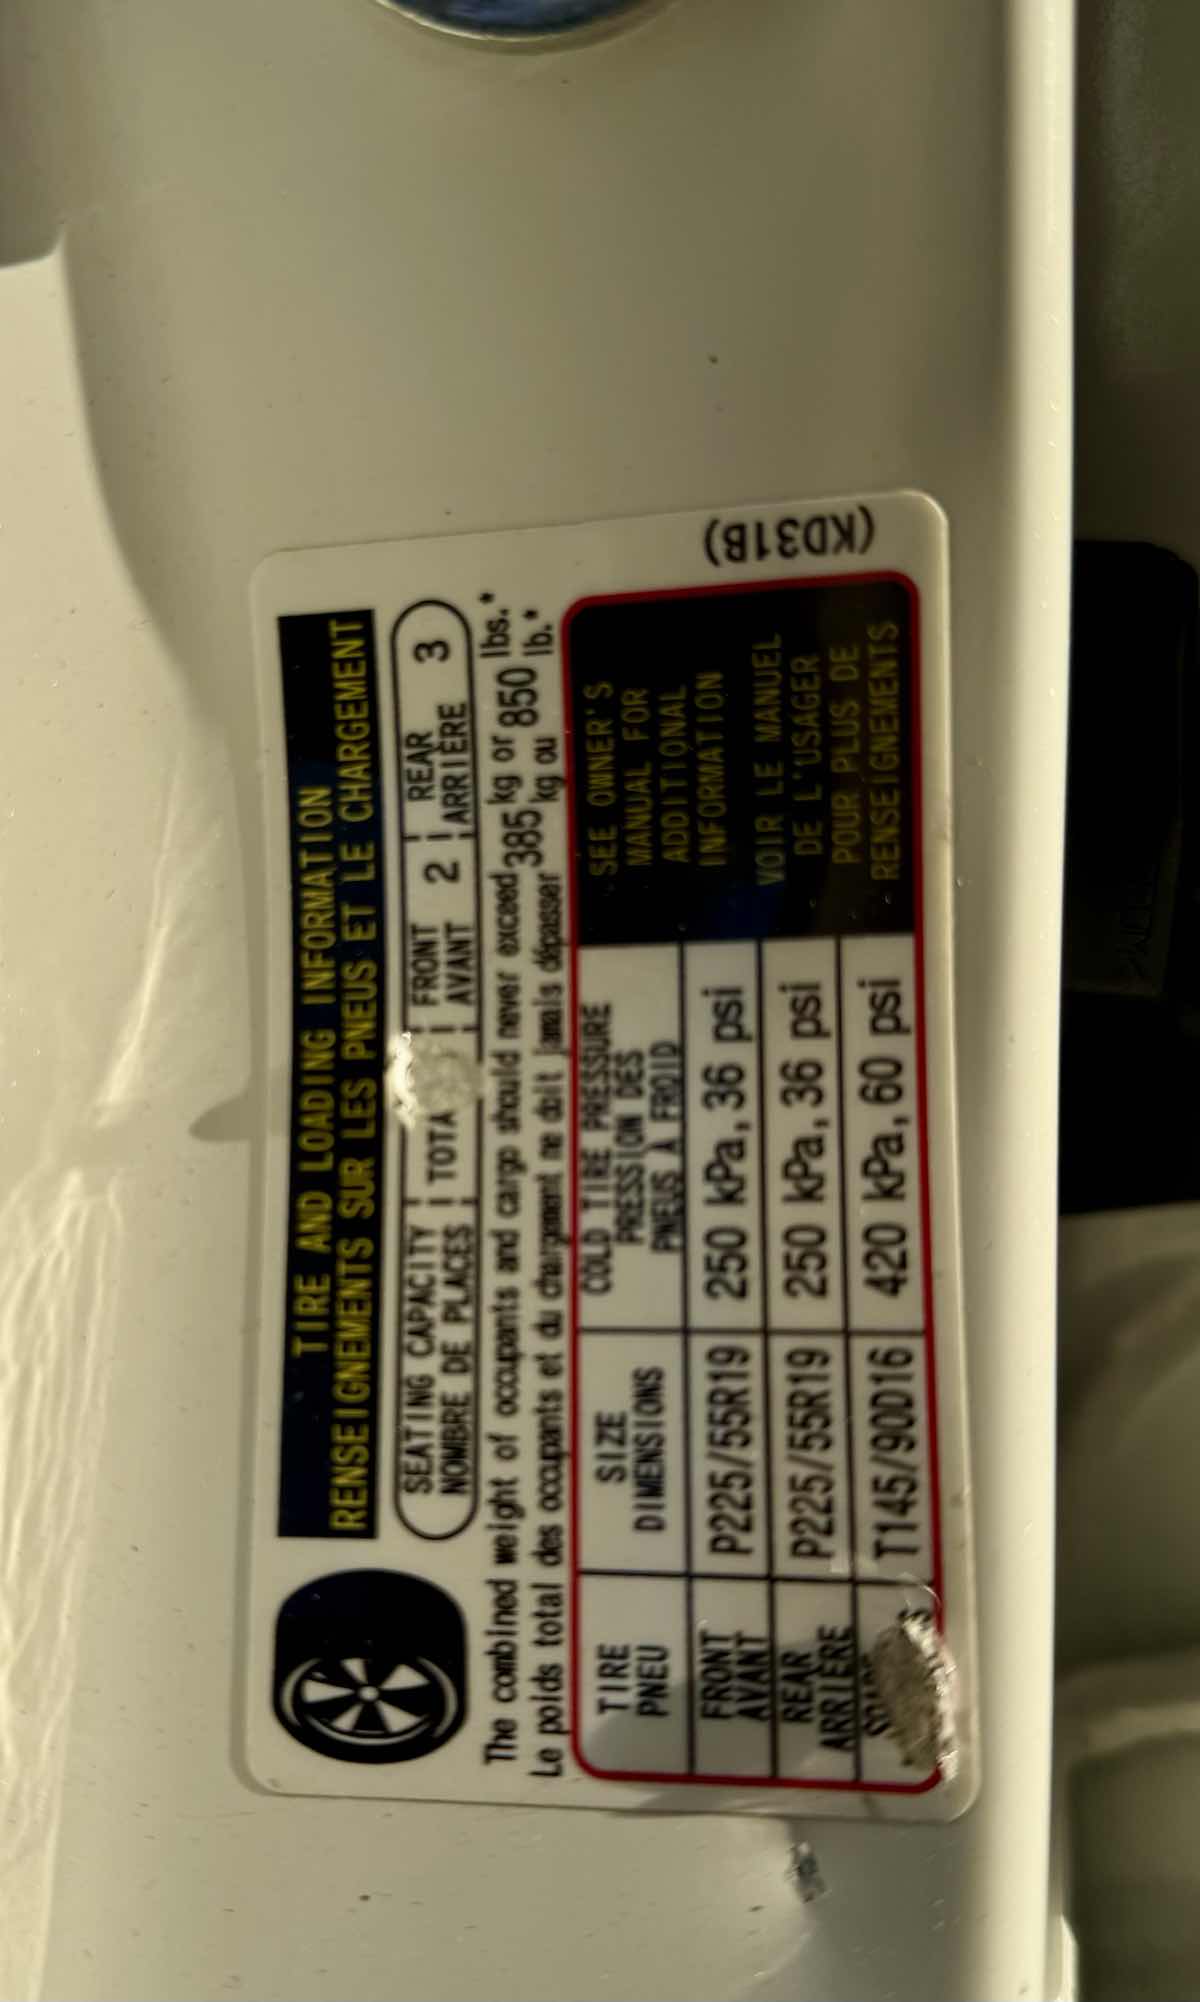 TIRE AND LOADING INFORMATION
RENSEIGNEMENTS SUR LES PNEUS ET LE CHARGEMENT
SEATING CAPACITY
NOMBRE DE PLACES
TOTA
FRONT
AVANT 2
REAR
ARRIÈRE 3
The combined weight of occupants and cargo should never exceed 385 kg or 850 lbs.*
Le poids total des occupants et du chargement ne doit jamais dépasser 385 kg ou 850 lb.*
TIRE
PNEU
SIZE
DIMENSIONS
COLD TIRE PRESSURE
PRESSION DES
PNEUS À FROID
FRONT
AVANT
P225/55R19
250 kPa, 36 psi
REAR
ARRIÈRE
P225/55R19
250 kPa, 36 psi
T145/90D16
420 kPa, 60 psi
SEE OWNER'S
MANUAL FOR
ADDITIONAL
INFORMATION
VOIR LE MANUEL
DE L'USAGER
POUR PLUS DE
RENSEIGNEMENTS
(KD31B)